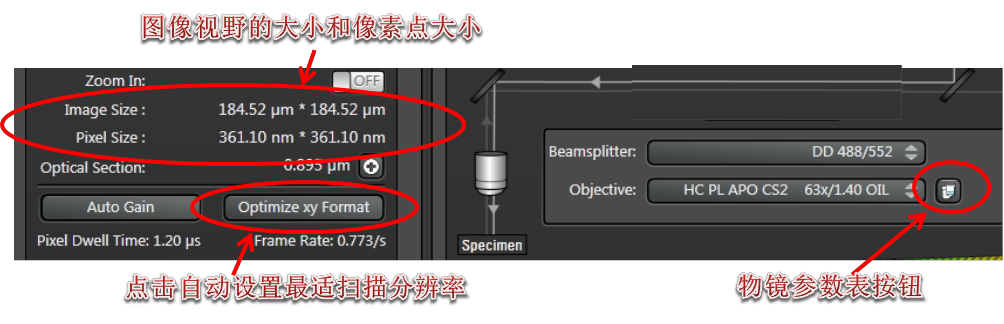 图像视野的大小和像素点大小
Zoom In: OFF
Image Size : 184.52 µm * 184.52 µm
Pixel Size : 361.10 nm * 361.10 nm
Optical Section: 0.895 µm
Auto Gain Optimize xy Format
Pixel Dwell Time: 1.20 µs Frame Rate: 0.773/s
Beamsplitter: DD 488/552
Objective: HC PL APO CS2 63x/1.40 OIL
Specimen
点击自动设置最适扫描分辨率
物镜参数表按钮